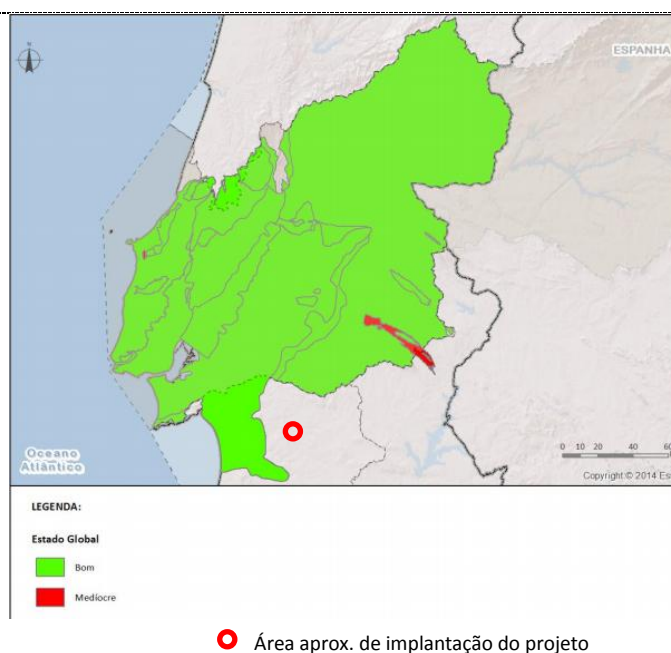 N
ESPANHA
Oceano
Atlântico
0 10 20 40 60
Copyright:© 2014 Es
LEGENDA:
Estado Global
Bom
Medíocre
Área aprox. de implantação do projeto